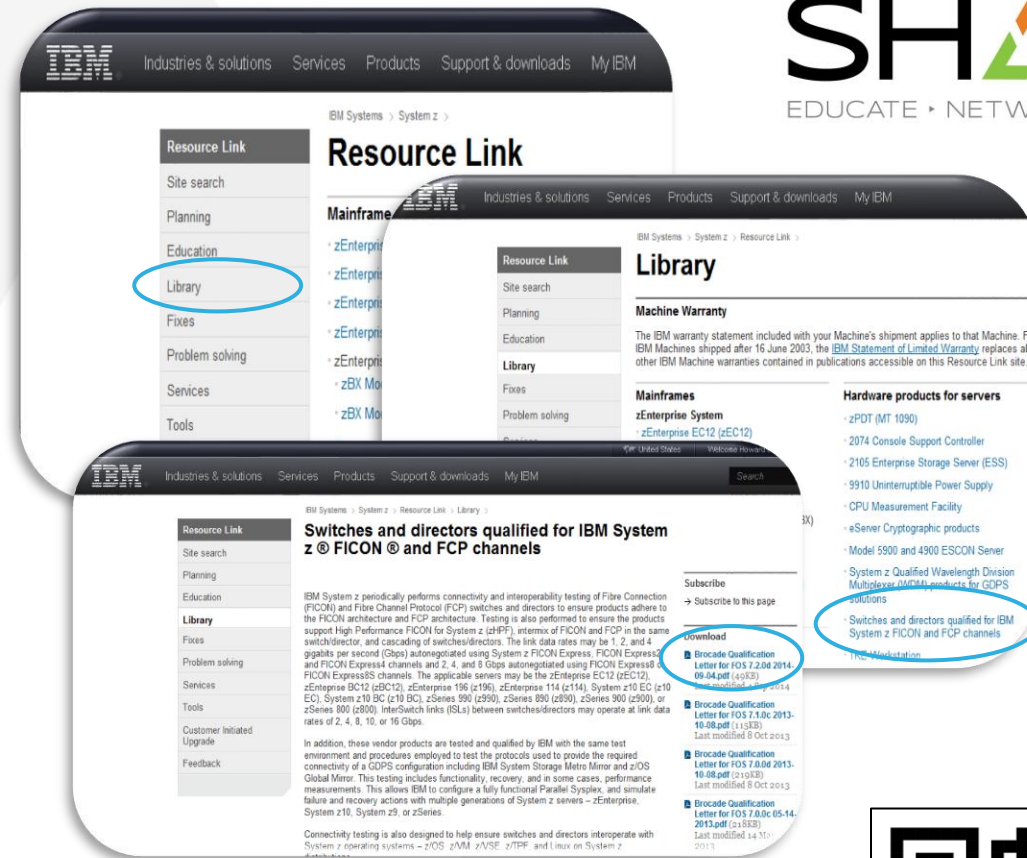 SHA
EDUCATE ‣ NETW
IBM
Industries & solutions Services Products Support & downloads My IBM
IBM Systems > System z >
Resource Link
Resource Link
Site search
Planning
Education
Library
Fixes
Problem solving
Services
Tools
Mainframe
IBM
Industries & solutions Services Products Support & downloads My IBM
IBM Systems > System z > Resource Link >
Library
Resource Link
Site search
Planning
Education
Library
Fixes
Problem solving
Machine Warranty
The IBM warranty statement included with your Machine's shipment applies to that Machine. F
IBM Machines shipped after 16 June 2003, the IBM Statement of Limited Warranty replaces al
other IBM Machine warranties contained in publications accessible on this Resource Link site.
Mainframes
zEnterprise System
zEnterprise EC12 (zEC12)
Hardware products for servers
zPDT (MT 1090)
2074 Console Support Controller
2105 Enterprise Storage Server (ESS)
9910 Uninterruptible Power Supply
CPU Measurement Facility
eServer Cryptographic products
Model 5900 and 4900 ESCON Server
System z Qualified Wavelength Division
Multiplexer (WDM) products for GDPS
solutions
Switches and directors qualified for IBM
System z FICON and FCP channels
TKE Workstation
United States Welcome Howard
IBM
Industries & solutions Services Products Support & downloads My IBM
Search
IBM Systems > System z > Resource Link > Library >
Switches and directors qualified for IBM System
z ® FICON ® and FCP channels
Resource Link
Site search
Planning
Education
Library
Fixes
Problem solving
Services
Tools
Customer Initiated
Upgrade
Feedback
IBM System z periodically performs connectivity and interoperability testing of Fibre Connection
(FICON) and Fibre Channel Protocol (FCP) switches and directors to ensure products adhere to
the FICON architecture and FCP architecture. Testing is also performed to ensure the products
support High Performance FICON for System z (zHPF), intermix of FICON and FCP in the same
switch/director, and cascading of switches/directors. The link data rates may be 1, 2, and 4
gigabits per second (Gbps) autonegotiated using System z FICON Express, FICON Express2
and FICON Express4 channels and 2, 4, and 8 Gbps autonegotiated using FICON Express8 o
FICON Express8S channels. The applicable servers may be the zEnterprise EC12 (zEC12),
zEnteprise BC12 (zBC12), zEnterprise 196 (z196), zEnterprise 114 (z114), System z10 EC (z10
EC), System z10 BC (z10 BC), zSeries 990 (z990), zSeries 890 (z890), zSeries 900 (z900), or
zSeries 800 (z800). InterSwitch links (ISLs) between switches/directors may operate at link data
rates of 2, 4, 8, 10, or 16 Gbps.
In addition, these vendor products are tested and qualified by IBM with the same test
environment and procedures employed to test the protocols used to provide the required
connectivity of a GDPS configuration including IBM System Storage Metro Mirror and z/OS
Global Mirror. This testing includes functionality, recovery, and in some cases, performance
measurements. This allows IBM to configure a fully functional Parallel Sysplex, and simulate
failure and recovery actions with multiple generations of System z servers – zEnterprise,
System z10, System z9, or zSeries.
Connectivity testing is also designed to help ensure switches and directors interoperate with
System z operating systems – z/OS, z/VM, z/VSE, z/TPF, and Linux on System z
Subscribe
→ Subscribe to this page
Download
Brocade Qualification
Letter for FOS 7.2.0d 2014-
09-04.pdf (49KB)
Last modified 4 Sep 2014
Brocade Qualification
Letter for FOS 7.1.0c 2013-
10-08.pdf (115KB)
Last modified 8 Oct 2013
Brocade Qualification
Letter for FOS 7.0.0d 2013-
10-08.pdf (219KB)
Last modified 8 Oct 2013
Brocade Qualification
Letter for FOS 7.0.0c 05-14-
2013.pdf (218KB)
Last modified 14 Ma
2013